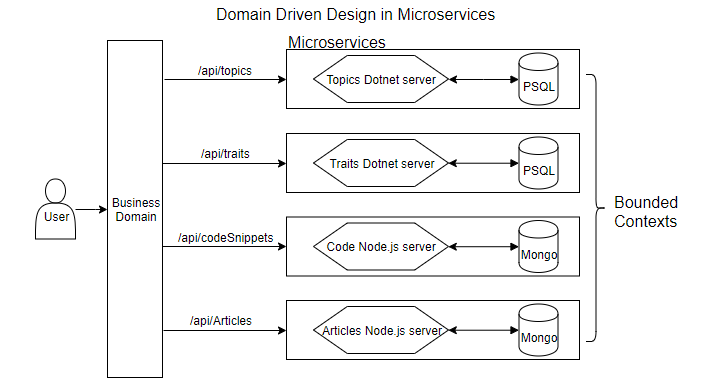 Domain Driven Design in Microservices
Microservices
/api/topics
Topics Dotnet server
PSQL
/api/traits
Traits Dotnet server
PSQL
User
Business
Domain
Bounded
Contexts
/api/codeSnippets
Code Node.js server
Mongo
/api/Articles
Articles Node.js server
Mongo